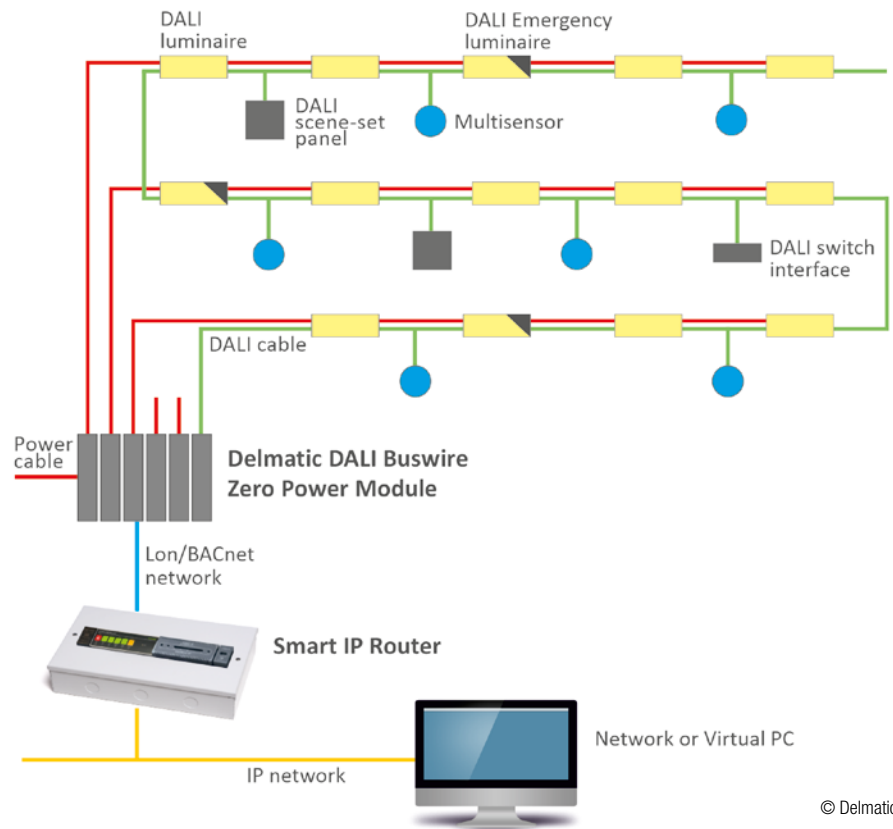 DALI
luminaire
DALI Emergency
luminaire
DALI
scene-set
panel
Multisensor
DALI switch
interface
DALI cable
Power
cable
Delmatic DALI Buswire
Zero Power Module
Lon/BACnet
network
Smart IP Router
Network or Virtual PC
IP network
© Delmatic